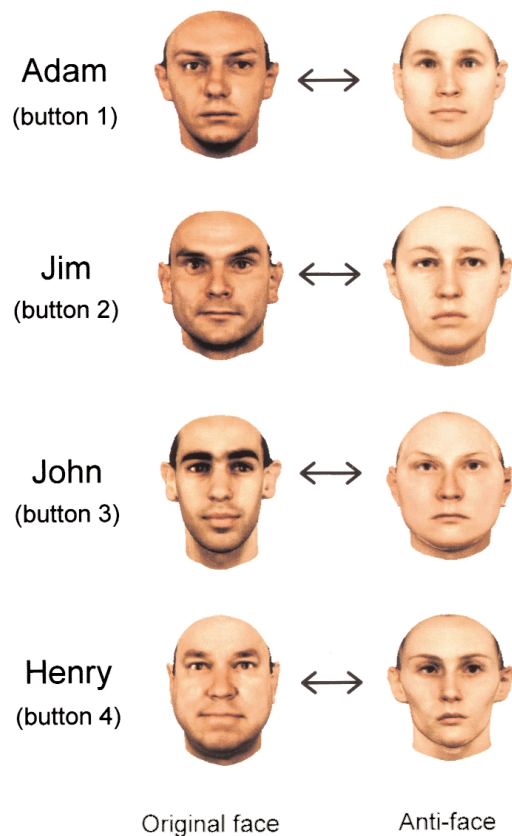 Adam
(button 1)
Jim
(button 2)
John
(button 3)
Henry
(button 4)
Original face
Anti-face